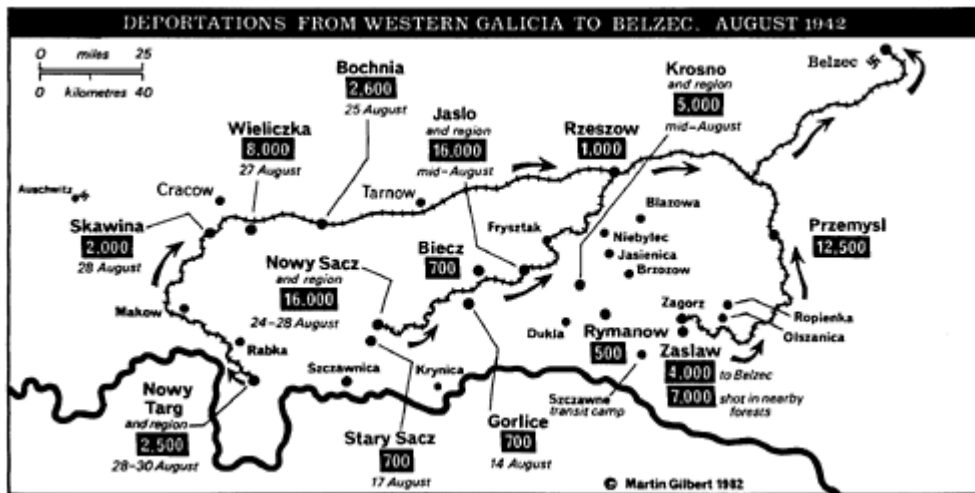 DEPORTATIONS FROM WESTERN GALICIA TO BELZEC, AUGUST 1942
0 miles 25
0 kilometres 40
Bochnia
2,600
25 August
Wieliczka
8.000
27 August
Jaslo
and region
16.000
mid-August
Rzeszow
1,000
Krosno
and region
5,000
mid-August
Belzec
Auschwitz
Cracow
Tarnow
Skawina
2,000
28 August
Makow
Rabka
Nowy
Targ
and region
2,500
28-30 August
Nowy Sacz
and region
16.000
24-28 August
Szczawnica
Stary Sacz
700
17 August
Krynica
Biecz
700
Frysztak
Gorlice
700
14 August
Blazowa
Niebylec
Jasienica
Brzozow
Dukla
Rymanow
500
Szczawne
transit camp
Zagorz
Zaslaw
4.000 to Belzec
7.000 shot in nearby
forests
Ropienka
Olszanica
Przemysl
12,500
© Martin Gilbert 1982